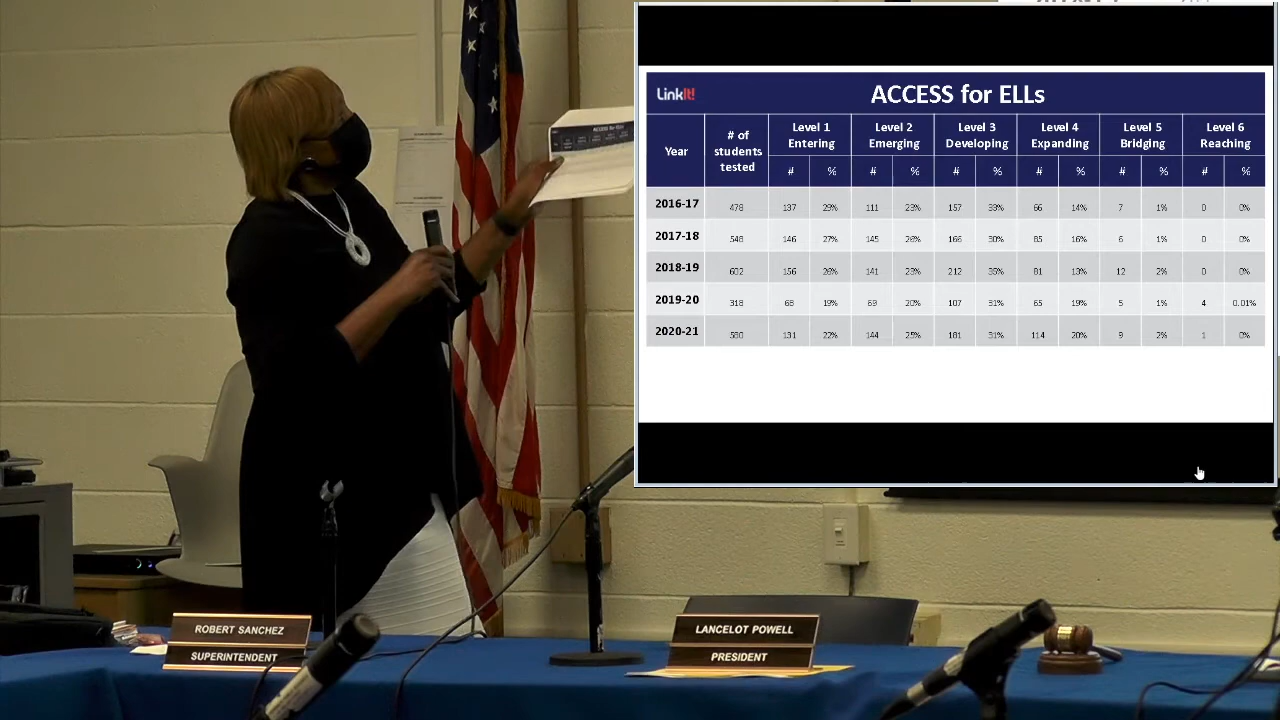 LinkIt! ACCESS for ELLs
Year # of students tested Level 1 Entering Level 2 Emerging Level 3 Developing Level 4 Expanding Level 5 Bridging Level 6 Reaching
# % # % # % # % # % # %
2016-17 478 137 29% 111 23% 157 33% 66 14% 7 1% 0 0%
2017-18 548 146 27% 145 26% 166 30% 85 16% 6 1% 0 0%
2018-19 602 156 26% 141 23% 212 35% 81 13% 12 2% 0 0%
2019-20 318 68 19% 69 20% 107 31% 65 19% 5 1% 4 0.01%
2020-21 580 131 22% 144 25% 181 31% 114 20% 9 2% 1 0%
ACCESS for ELLs
ROBERT SANCHEZ
SUPERINTENDENT
LANCELOT POWELL
PRESIDENT